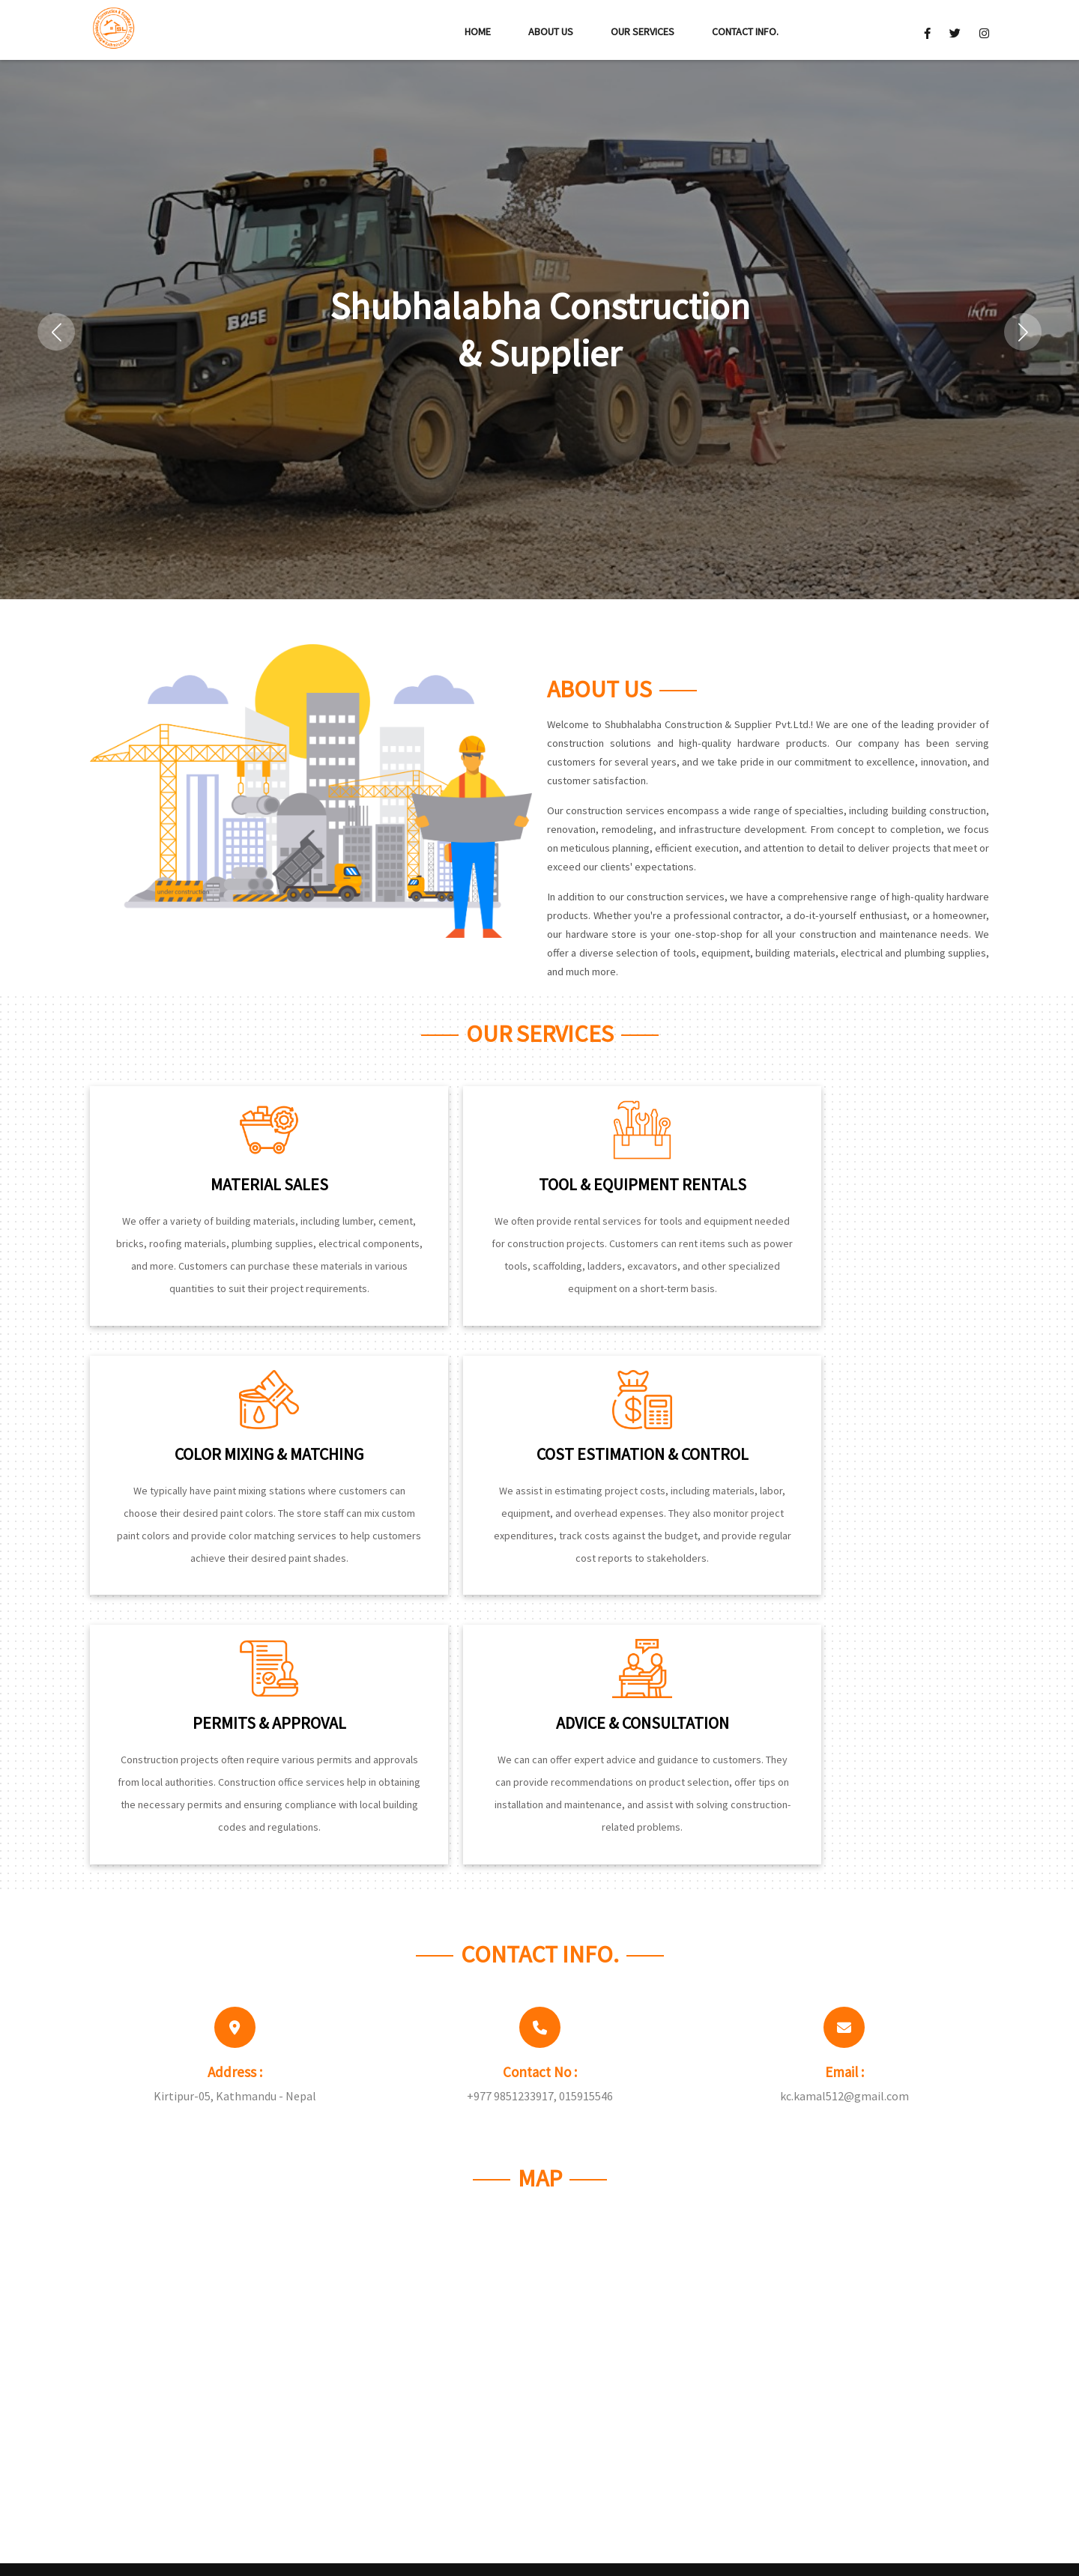 HOME ABOUT US OUR SERVICES CONTACT INFO.
BELL
B25E
Shubhalabha Construction
& Supplier
ABOUT US
Welcome to Shubhalabha Construction & Supplier Pvt.Ltd.! We are one of the leading provider of
construction solutions and high-quality hardware products. Our company has been serving
customers for several years, and we take pride in our commitment to excellence, innovation, and
customer satisfaction.
Our construction services encompass a wide range of specialties, including building construction,
renovation, remodeling, and infrastructure development. From concept to completion, we focus
on meticulous planning, efficient execution, and attention to detail to deliver projects that meet or
exceed our clients' expectations.
under construction
In addition to our construction services, we have a comprehensive range of high-quality hardware
products. Whether you're a professional contractor, a do-it-yourself enthusiast, or a homeowner,
our hardware store is your one-stop-shop for all your construction and maintenance needs. We
offer a diverse selection of tools, equipment, building materials, electrical and plumbing supplies,
and much more.
OUR SERVICES
MATERIAL SALES
We offer a variety of building materials, including lumber, cement,
bricks, roofing materials, plumbing supplies, electrical components,
and more. Customers can purchase these materials in various
quantities to suit their project requirements.
TOOL & EQUIPMENT RENTALS
We often provide rental services for tools and equipment needed
for construction projects. Customers can rent items such as power
tools, scaffolding, ladders, excavators, and other specialized
equipment on a short-term basis.
COLOR MIXING & MATCHING
We typically have paint mixing stations where customers can
choose their desired paint colors. The store staff can mix custom
paint colors and provide color matching services to help customers
achieve their desired paint shades.
COST ESTIMATION & CONTROL
We assist in estimating project costs, including materials, labor,
equipment, and overhead expenses. They also monitor project
expenditures, track costs against the budget, and provide regular
cost reports to stakeholders.
PERMITS & APPROVAL
Construction projects often require various permits and approvals
from local authorities. Construction office services help in obtaining
the necessary permits and ensuring compliance with local building
codes and regulations.
ADVICE & CONSULTATION
We can can offer expert advice and guidance to customers. They
can provide recommendations on product selection, offer tips on
installation and maintenance, and assist with solving construction-
related problems.
CONTACT INFO.
Address :
Kirtipur-05, Kathmandu - Nepal
Contact No :
+977 9851233917, 015915546
Email :
kc.kamal512@gmail.com
MAP